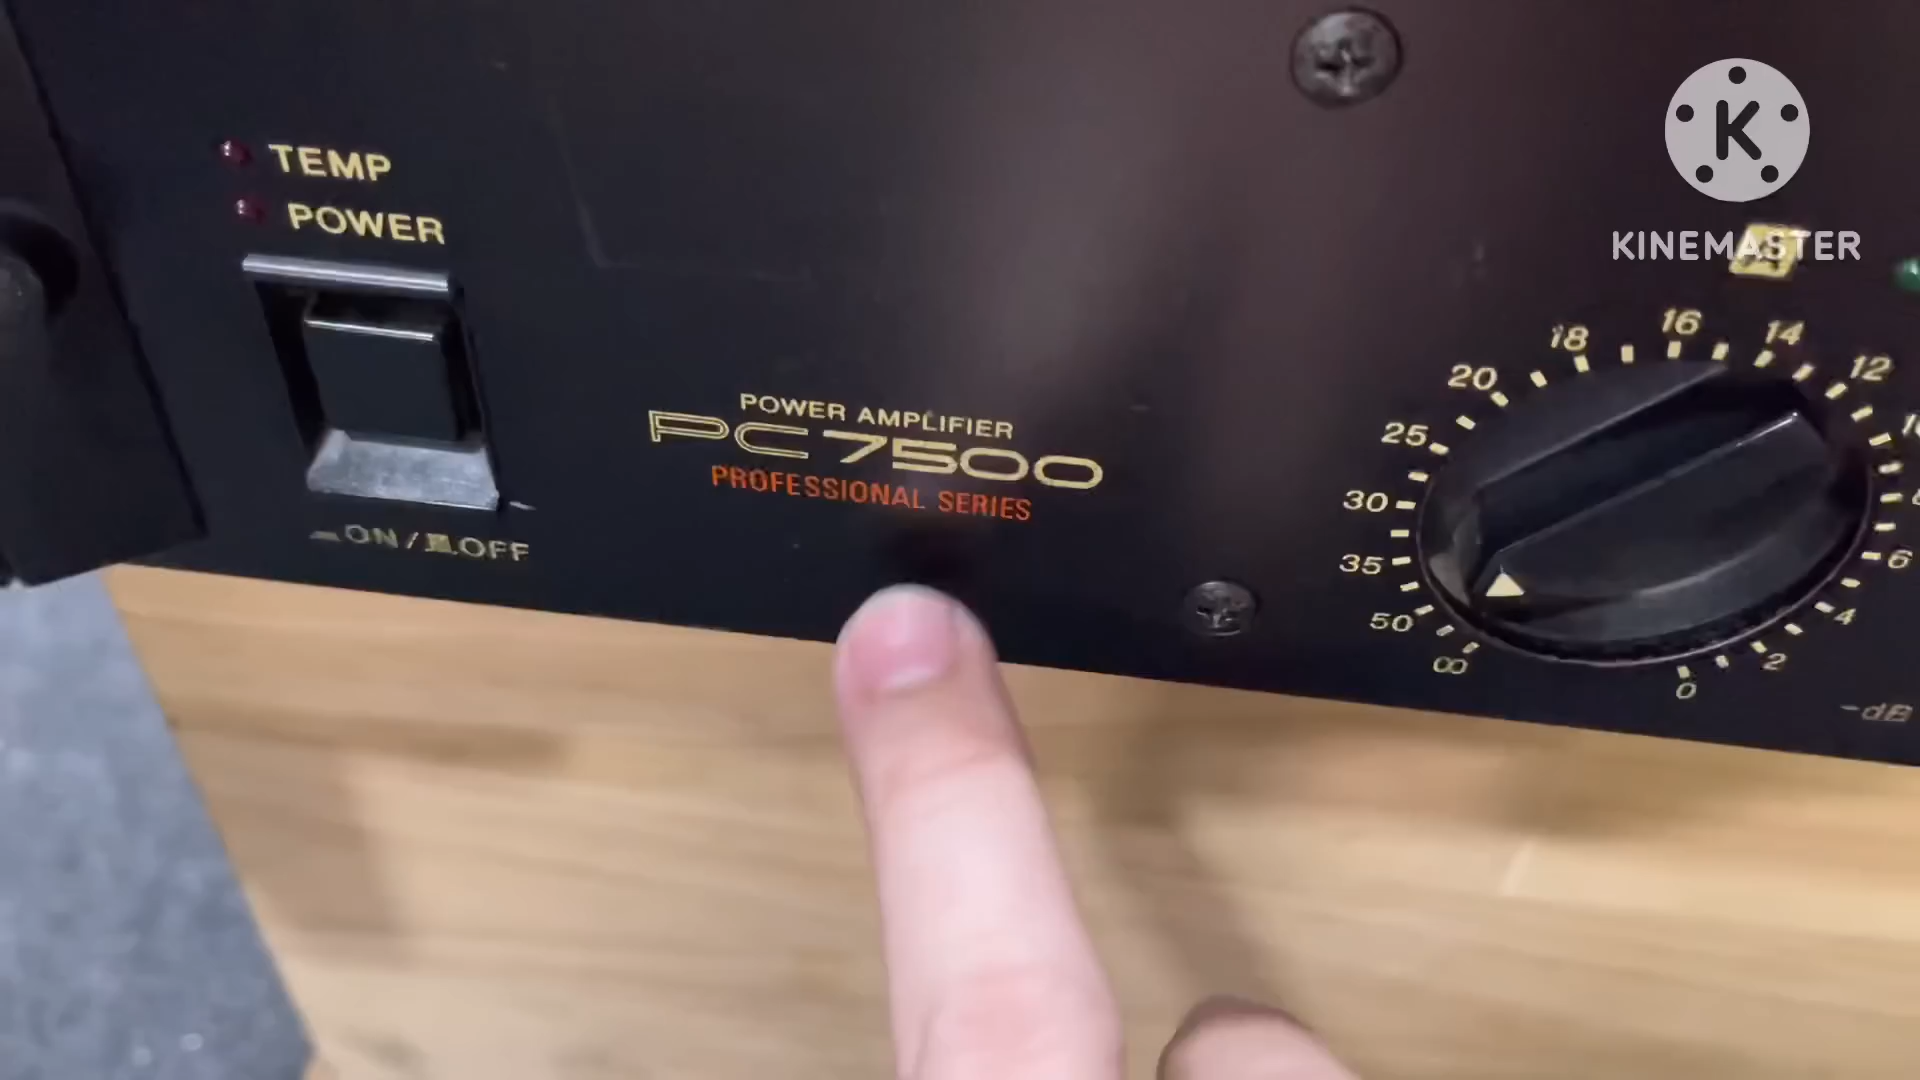 TEMP
POWER
ON / OFF
POWER AMPLIFIER
PC7500
PROFESSIONAL SERIES
K
KINEMASTER
A
16
18
14
20
12
25
30
35
6
50
4
∞
2
0
-dB